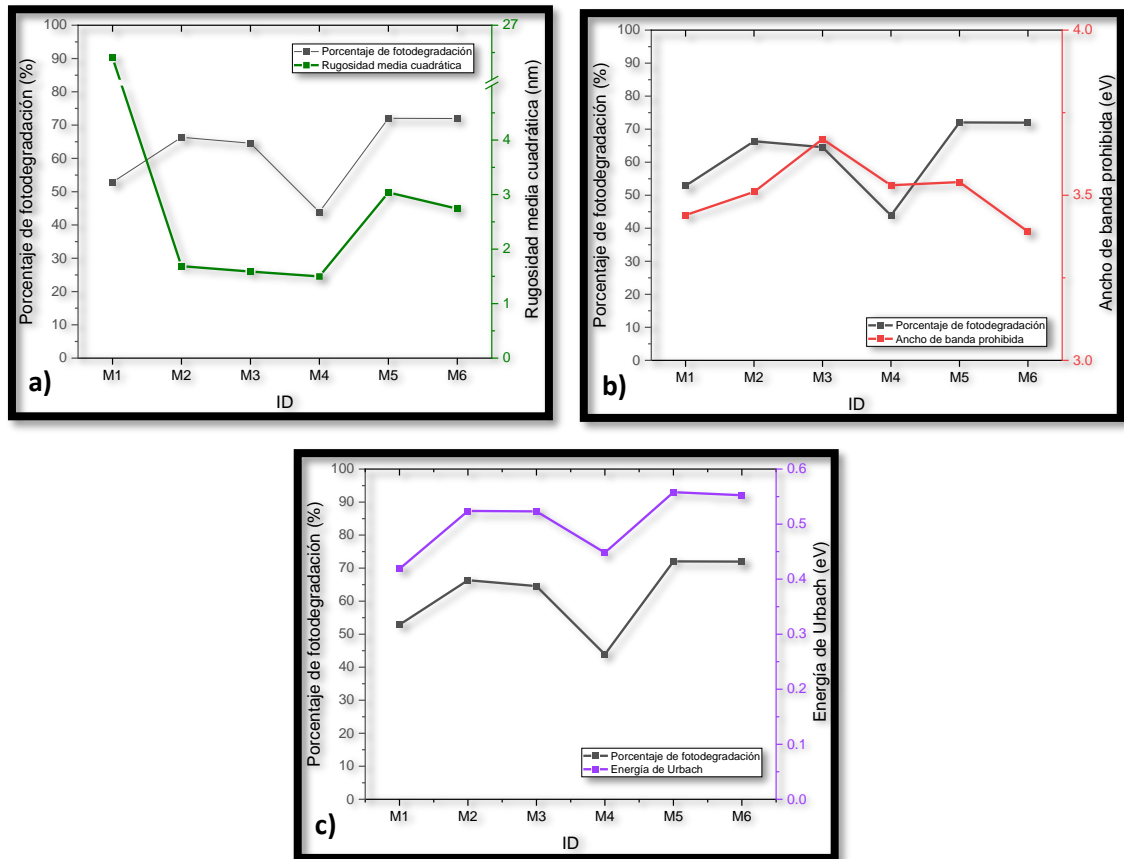 100
90
80
70
60
50
40
30
20
10
0
Porcentaje de fotodegradación (%)
Porcentaje de fotodegradación
Rugosidad media cuadrática
27
4
3
2
1
0
Rugosidad media cuadrática (nm)
M1 M2 M3 M4 M5 M6
ID
a)
100
90
80
70
60
50
40
30
20
10
0
Porcentaje de fotodegradación (%)
Porcentaje de fotodegradación
Ancho de banda prohibida
4.0
3.5
3.0
Ancho de banda prohibida (eV)
M1 M2 M3 M4 M5 M6
ID
b)
100
90
80
70
60
50
40
30
20
10
0
Porcentaje de fotodegradación (%)
Porcentaje de fotodegradación
Energía de Urbach
0.6
0.5
0.4
0.3
0.2
0.1
0.0
Energía de Urbach (eV)
M1 M2 M3 M4 M5 M6
ID
c)